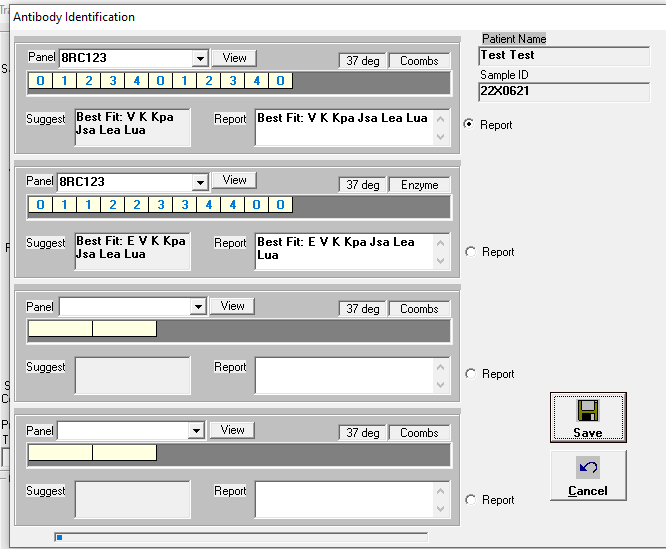 Antibody Identification
Patient Name
Test Test
Sample ID
22X0621
Panel 8RC123 View 37 deg Coombs
0 1 2 3 4 0 1 2 3 4 0
Suggest Best Fit: V K Kpa
Jsa Lea Lua
Report Best Fit: V K Kpa Jsa Lea Lua
Report
Panel 8RC123 View 37 deg Enzyme
0 1 1 2 2 3 3 4 4 0 0
Suggest Best Fit: E V K Kpa
Jsa Lea Lua
Report Best Fit: E V K Kpa Jsa Lea
Lua
Report
Panel View 37 deg Coombs
Suggest Report
Report
Panel View 37 deg Coombs
Suggest Report
Report
Save
Cancel